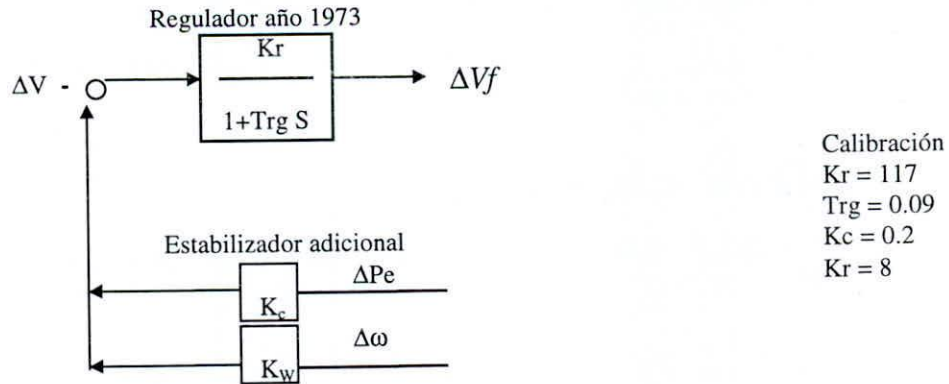 Regulador año 1973
Kr
1+Trg S
ΔV -
ΔVf
Calibración
Kr = 117
Trg = 0.09
Kc = 0.2
Kr = 8
Estabilizador adicional
ΔPe
Kc
Δω
KW